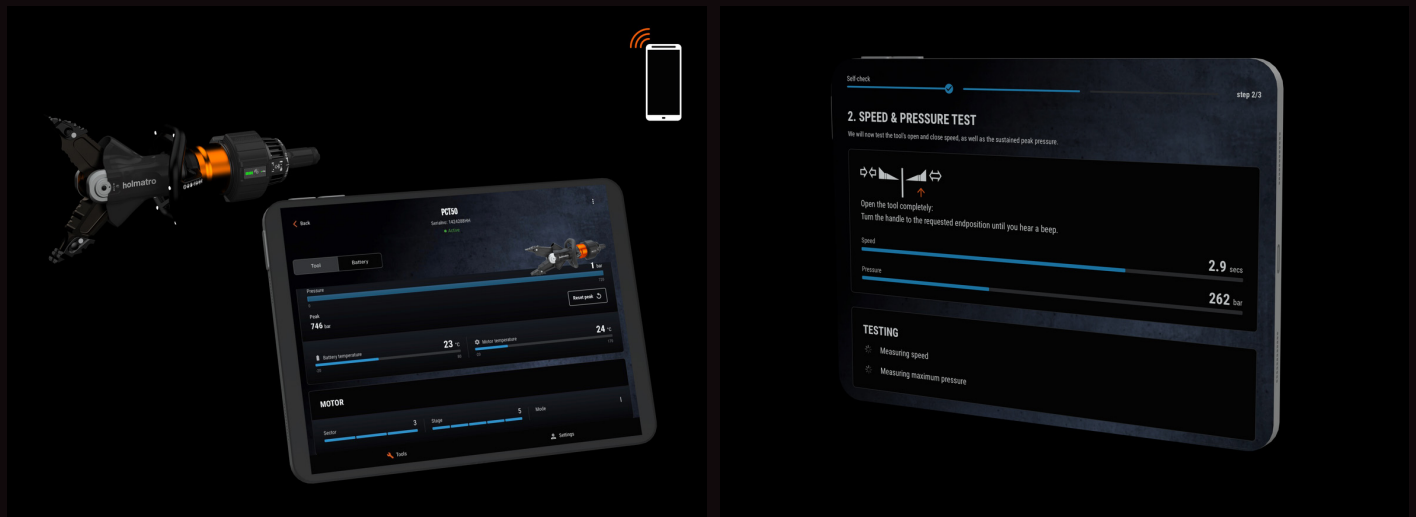 holmatro
Back
PCT50
Active
Tool
Battery
Pressure
1 bar
Peak
746 bar
Reset peak
Battery temperature
23 °C
Motor temperature
24 °C
MOTOR
Sector
3
Stage
5
Mode
1
Tools
Settings
Self-check
step 2/3
2. SPEED & PRESSURE TEST
We will now test the tool's open and close speed, as well as the sustained peak pressure.
Open the tool completely:
Turn the handle to the requested endposition until you hear a beep.
Speed
2.9 secs
Pressure
262 bar
TESTING
Measuring speed
Measuring maximum pressure